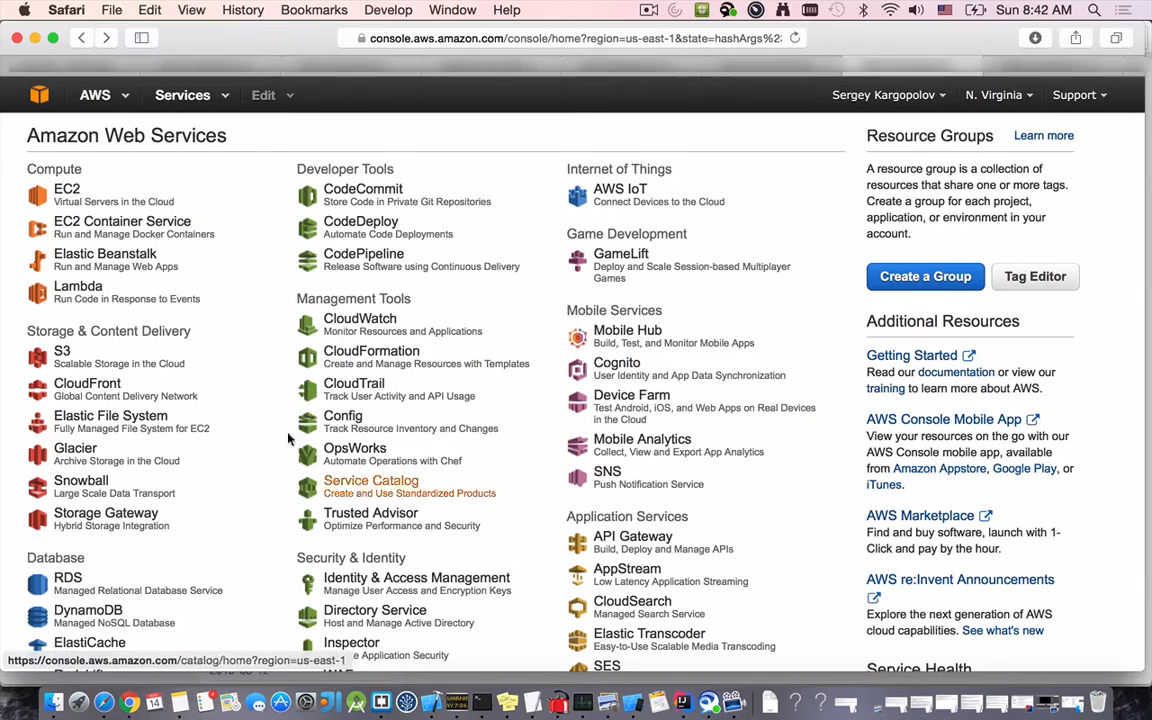 Safari File Edit View History Bookmarks Develop Window Help Sun 8:42 AM
console.aws.amazon.com/console/home?region=us-east-1&state=hashArgs%2:
AWS Services Edit Sergey Kargopolov N. Virginia Support
Amazon Web Services
Compute
EC2
Virtual Servers in the Cloud
EC2 Container Service
Run and Manage Docker Containers
Elastic Beanstalk
Run and Manage Web Apps
Lambda
Run Code in Response to Events
Storage & Content Delivery
S3
Scalable Storage in the Cloud
CloudFront
Global Content Delivery Network
Elastic File System
Fully Managed File System for EC2
Glacier
Archive Storage in the Cloud
Snowball
Large Scale Data Transport
Storage Gateway
Hybrid Storage Integration
Database
RDS
Managed Relational Database Service
DynamoDB
Managed NoSQL Database
ElastiCache
https://console.aws.amazon.com/catalog/home?region=us-east-1
Developer Tools
CodeCommit
Store Code in Private Git Repositories
CodeDeploy
Automate Code Deployments
CodePipeline
Release Software using Continuous Delivery
Management Tools
CloudWatch
Monitor Resources and Applications
CloudFormation
Create and Manage Resources with Templates
CloudTrail
Track User Activity and API Usage
Config
Track Resource Inventory and Changes
OpsWorks
Automate Operations with Chef
Service Catalog
Create and Use Standardized Products
Trusted Advisor
Optimize Performance and Security
Security & Identity
Identity & Access Management
Manage User Access and Encryption Keys
Directory Service
Host and Manage Active Directory
Inspector
Application Security
Internet of Things
AWS IoT
Connect Devices to the Cloud
Game Development
GameLift
Deploy and Scale Session-based Multiplayer
Games
Mobile Services
Mobile Hub
Build, Test, and Monitor Mobile Apps
Cognito
User Identity and App Data Synchronization
Device Farm
Test Android, iOS, and Web Apps on Real Devices
in the Cloud
Mobile Analytics
Collect, View and Export App Analytics
SNS
Push Notification Service
Application Services
API Gateway
Build, Deploy and Manage APIs
AppStream
Low Latency Application Streaming
CloudSearch
Managed Search Service
Elastic Transcoder
Easy-to-Use Scalable Media Transcoding
SES
Resource Groups Learn more
A resource group is a collection of
resources that share one or more tags.
Create a group for each project,
application, or environment in your
account.
Create a Group Tag Editor
Additional Resources
Getting Started
Read our documentation or view our
training to learn more about AWS.
AWS Console Mobile App
View your resources on the go with our
AWS Console mobile app, available
from Amazon Appstore, Google Play, or
iTunes.
AWS Marketplace
Find and buy software, launch with 1-
Click and pay by the hour.
AWS re:Invent Announcements
Explore the next generation of AWS
cloud capabilities. See what's new
Service Health